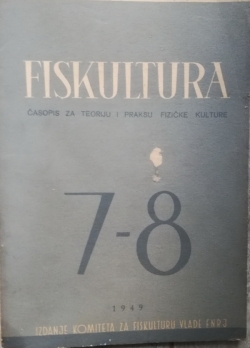 FISKULTURA
ČASOPIS ZA TEORIJU I PRAKSU FIZIČKE KULTURE
7-8
1949
IZDANJE KOMITETA ZA FISKULTURU VLADE FNRJ